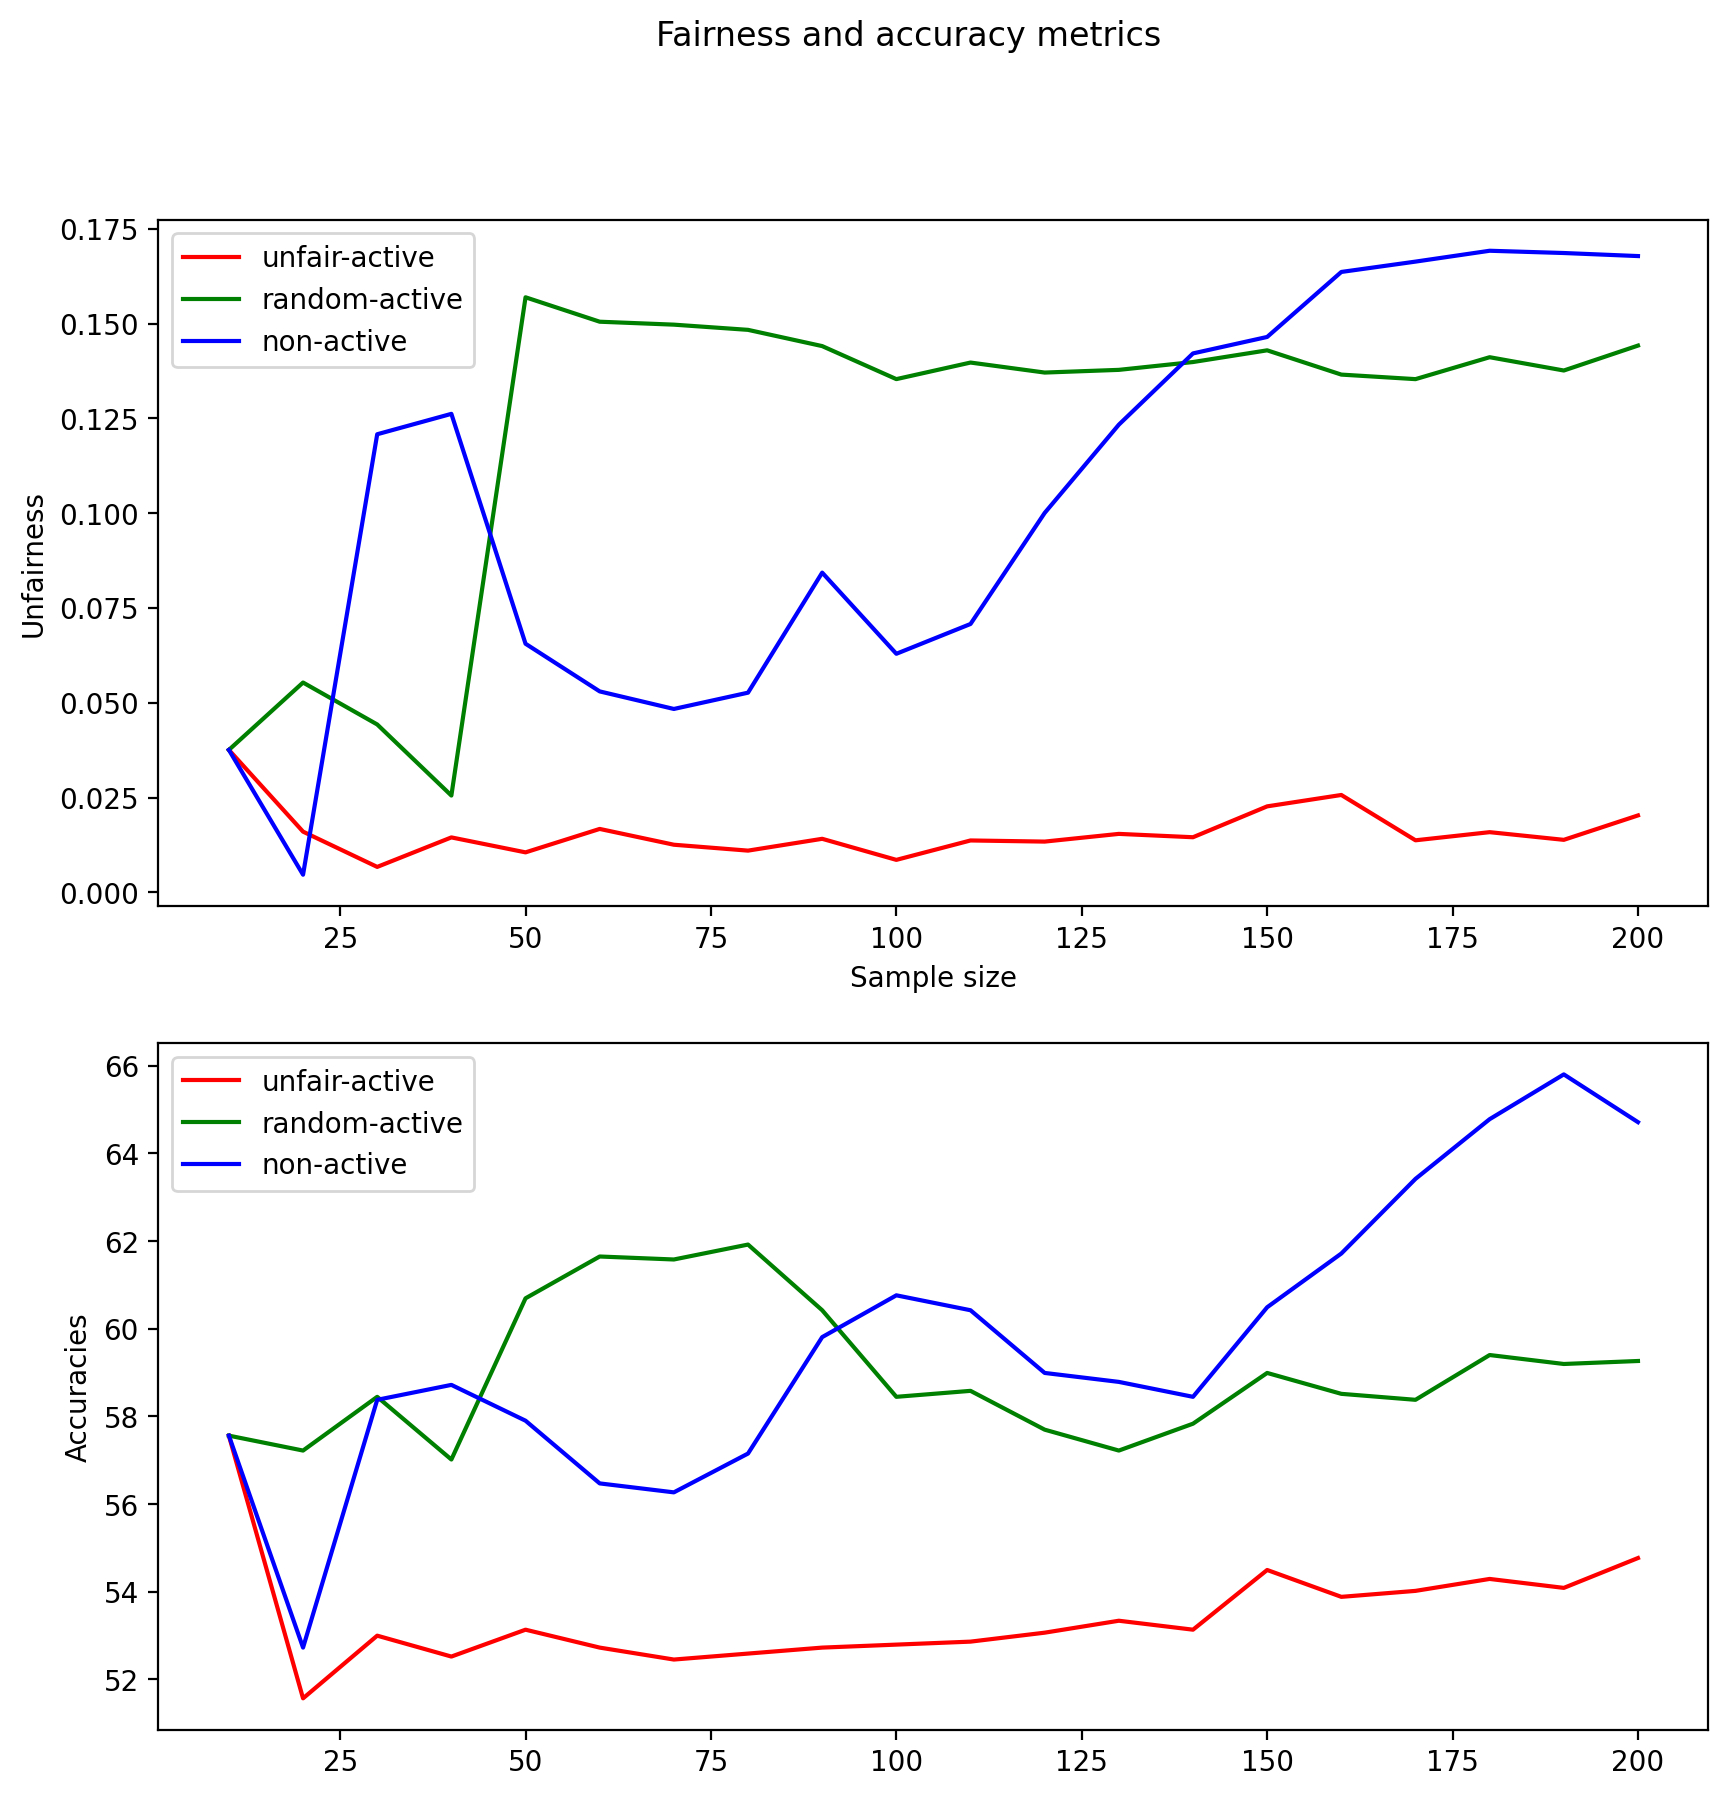 Fairness and accuracy metrics
0.175
0.150
0.125
0.100
0.075
0.050
0.025
0.000
Unfairness
unfair-active
random-active
non-active
25 50 75 100 125 150 175 200
Sample size
66
64
62
60
58
56
54
52
Accuracies
unfair-active
random-active
non-active
25 50 75 100 125 150 175 200